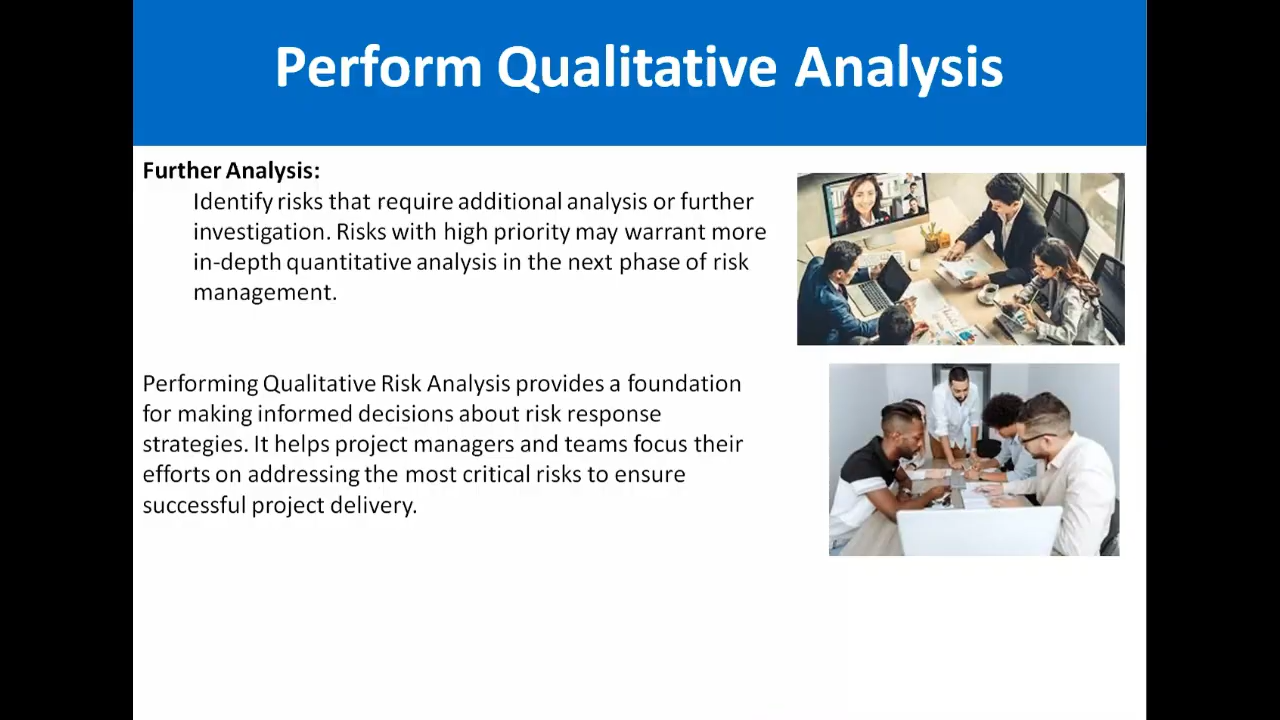 Perform Qualitative Analysis
Further Analysis:
Identify risks that require additional analysis or further
investigation. Risks with high priority may warrant more
in-depth quantitative analysis in the next phase of risk
management.
Performing Qualitative Risk Analysis provides a foundation
for making informed decisions about risk response
strategies. It helps project managers and teams focus their
efforts on addressing the most critical risks to ensure
successful project delivery.